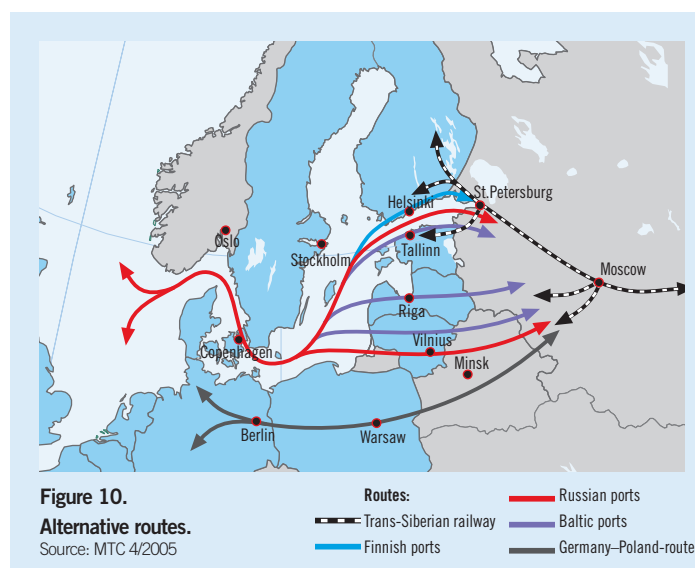 Helsinki
St.Petersburg
Oslo
Stockholm
Tallinn
Moscow
Riga
Copenhagen
Vilnius
Minsk
Berlin
Warsaw
Figure 10.
Alternative routes.
Source: MTC 4/2005
Routes:
Trans-Siberian railway
Finnish ports
Russian ports
Baltic ports
Germany–Poland-route